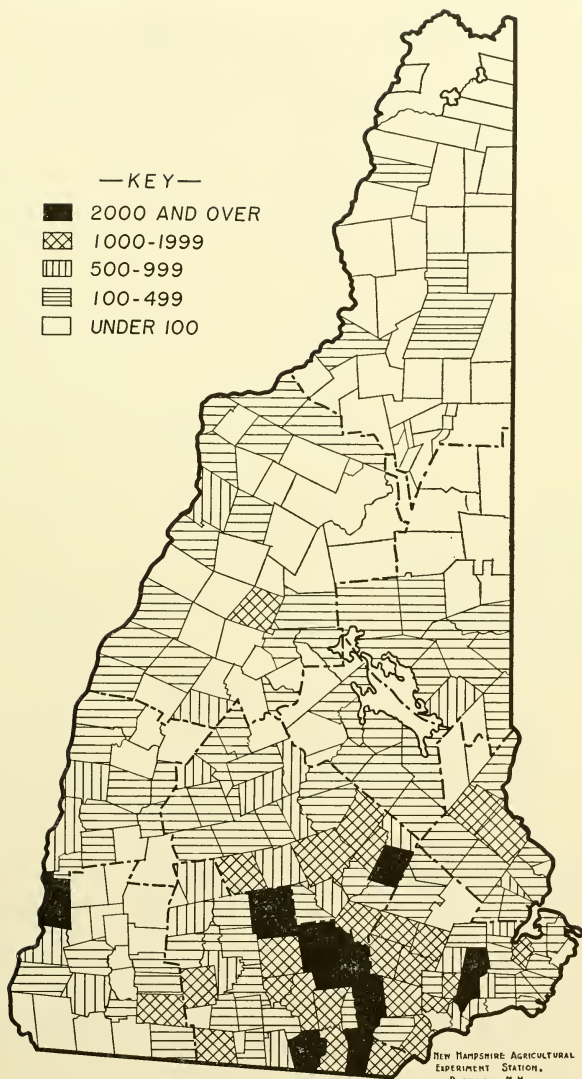 —KEY—
2000 AND OVER
1000-1999
500-999
100-499
UNDER 100
NEW HAMPSHIRE AGRICULTURAL
EXPERIMENT STATION,
N.H.